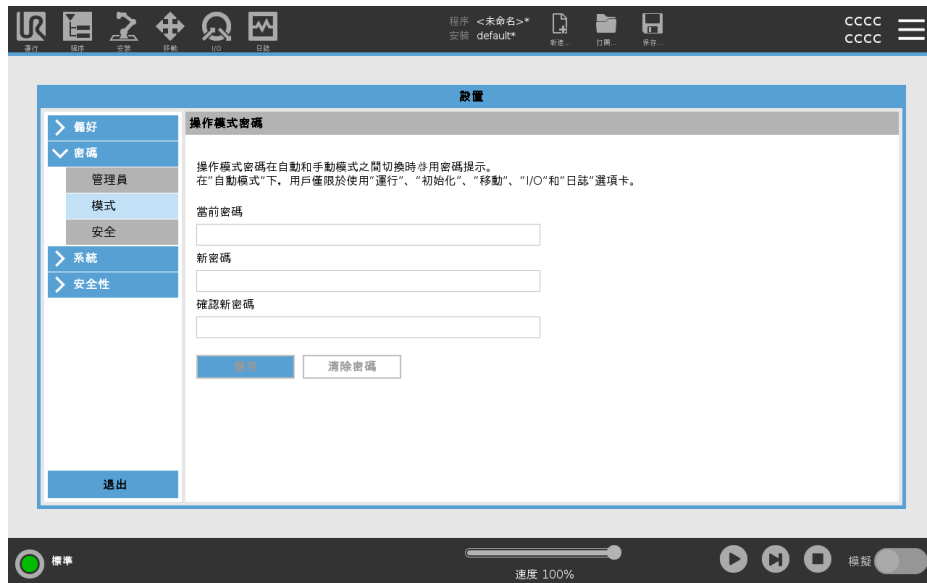 UR
程序 <未命名>*
安裝 default*
CCCC
CCCC
運行
程序
安裝
移動
I/O
日誌
新建...
打開...
保存...
設置
偏好
密碼
管理員
模式
安全
系統
安全性
退出
操作模式密碼
操作模式密碼在自動和手動模式之間切換時啓用密碼提示。
在“自動模式”下，用戶僅限於使用“運行”、“初始化”、“移動”、“I/O”和“日誌”選項卡。
當前密碼
新密碼
確認新密碼
應用
清除密碼
標準
速度 100%
模擬